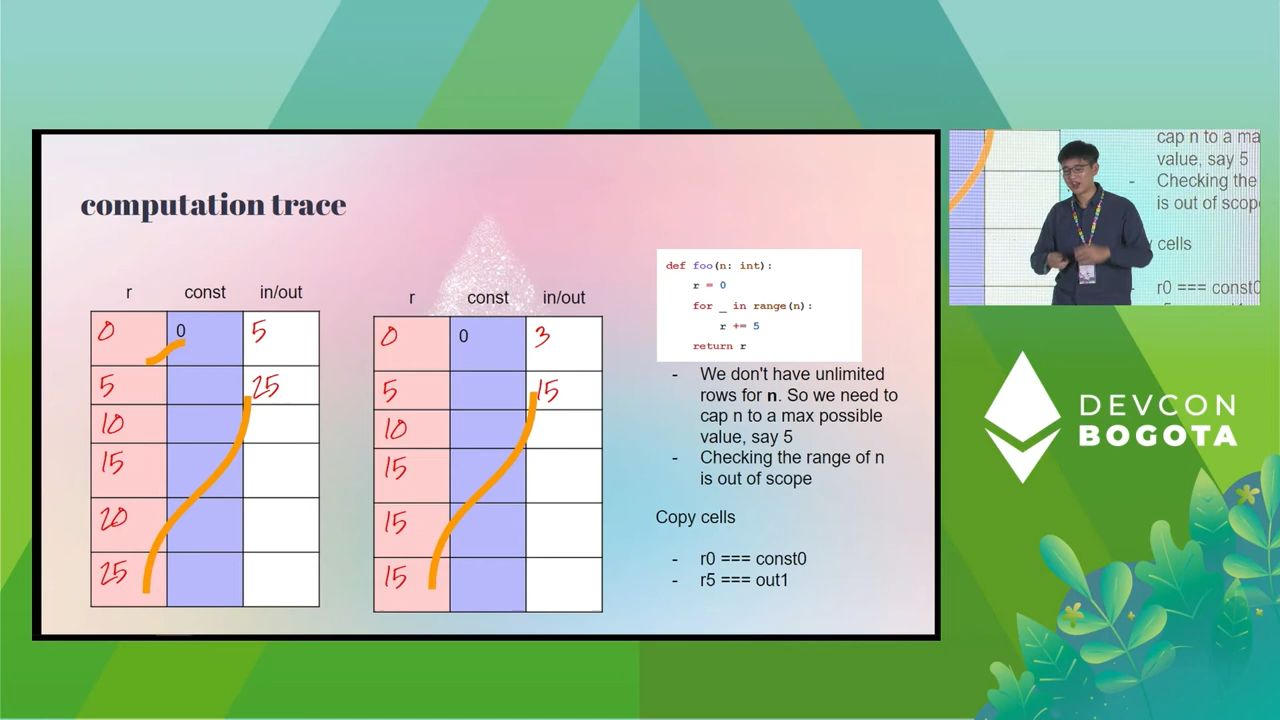 computation trace
r const in/out
0 0 5
5 25
10
15
20
25
r const in/out
0 0 3
5 15
10
15
15
15
def foo(n: int):
r = 0
for _ in range(n):
r += 5
return r
- We don't have unlimited
rows for n. So we need to
cap n to a max possible
value, say 5
- Checking the range of n
is out of scope
Copy cells
- r0 === const0
- r5 === out1
cap n to a ma
value, say 5
- Checking the
is out of scop
cells
r0 === const0
DEVCON
BOGOTA